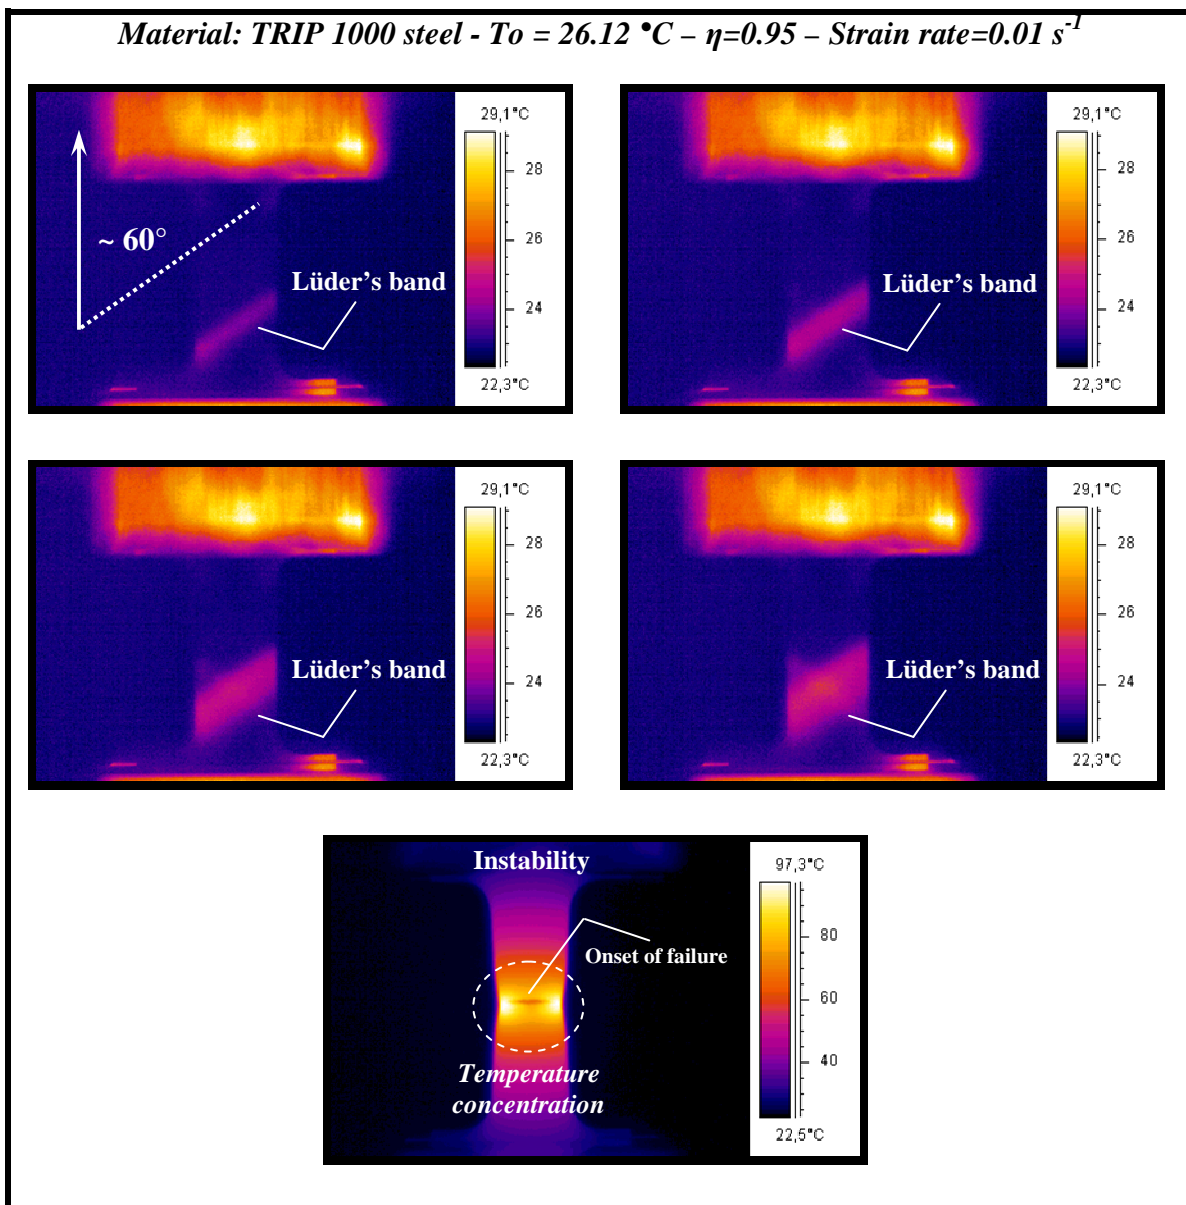 Material: TRIP 1000 steel - To = 26.12 °C – η=0.95 – Strain rate=0.01 s-1
29,1°C
28
26
24
22,3°C
~ 60°
Lüder’s band
29,1°C
28
26
24
22,3°C
Lüder’s band
29,1°C
28
26
24
22,3°C
Lüder’s band
29,1°C
28
26
24
22,3°C
Lüder’s band
Instability
97,3°C
80
60
40
22,5°C
Onset of failure
Temperature
concentration